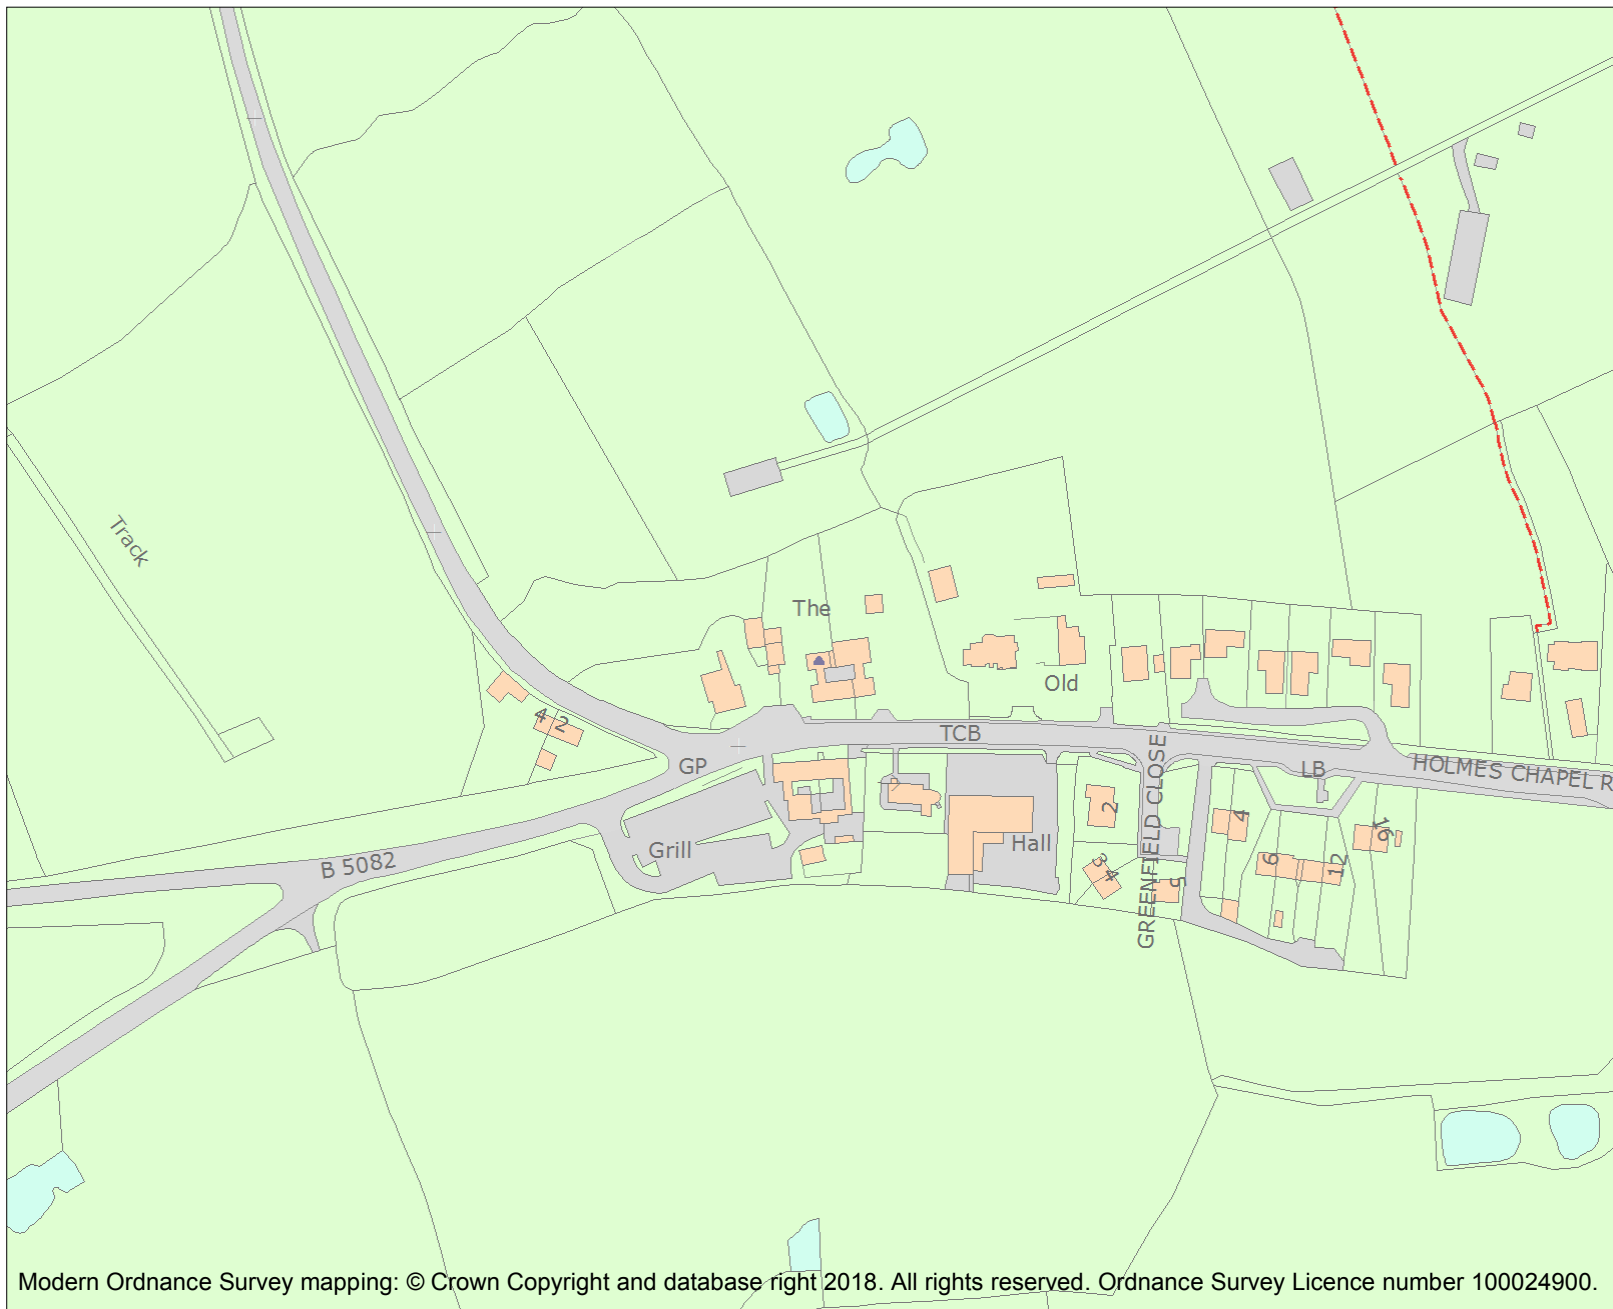 Track
The
Old
4 2
TCB
GP
LB
HOLMES CHAPEL R
GREENFIELD CLOSE
2
4
16
Grill
Hall
B 5082
3
4
6
12
5
Modern Ordnance Survey mapping: © Crown Copyright and database right 2018. All rights reserved. Ordnance Survey Licence number 100024900.